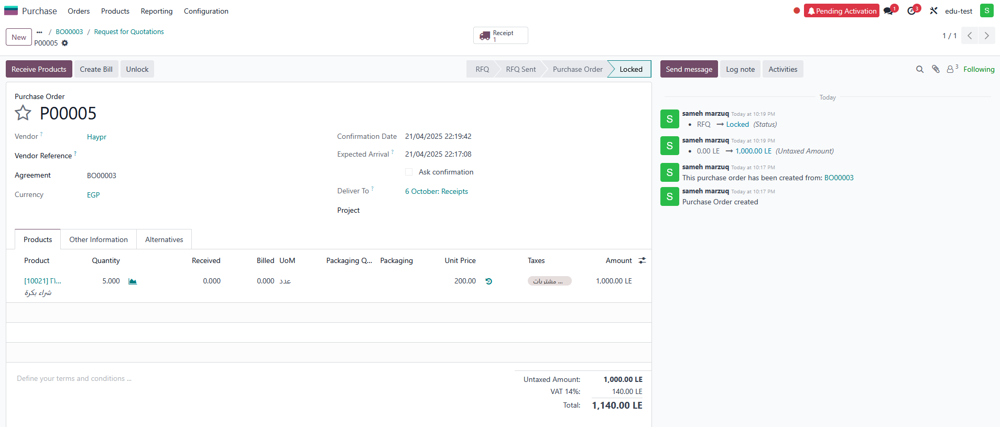 Purchase Orders Products Reporting Configuration Pending Activation 1 3 edu-test S
New ... / BO00003 / Request for Quotations
P00005
Receipt
1
1 / 1
Receive Products Create Bill Unlock RFQ RFQ Sent Purchase Order Locked
Send message Log note Activities 3 Following
Purchase Order
P00005
Vendor ? Haypr
Vendor Reference ?
Agreement BO00003
Currency EGP
Confirmation Date 21/04/2025 22:19:42
Expected Arrival ? 21/04/2025 22:17:08
Ask confirmation
Deliver To ? 6 October: Receipts
Project
Products Other Information Alternatives
Product Quantity Received Billed UoM Packaging Q... Packaging Unit Price Taxes Amount
[10021] ... 5.000 0.000 0.000 عدد 200.00 مشتريات ... 1,000.00 LE
شراء بكرة
Define your terms and conditions ...
Untaxed Amount: 1,000.00 LE
VAT 14%: 140.00 LE
Total: 1,140.00 LE
Today
S
sameh marzuq Today at 10:19 PM
RFQ → Locked (Status)
S
sameh marzuq Today at 10:19 PM
0.00 LE → 1,000.00 LE (Untaxed Amount)
S
sameh marzuq Today at 10:17 PM
This purchase order has been created from: BO00003
S
sameh marzuq Today at 10:17 PM
Purchase Order created